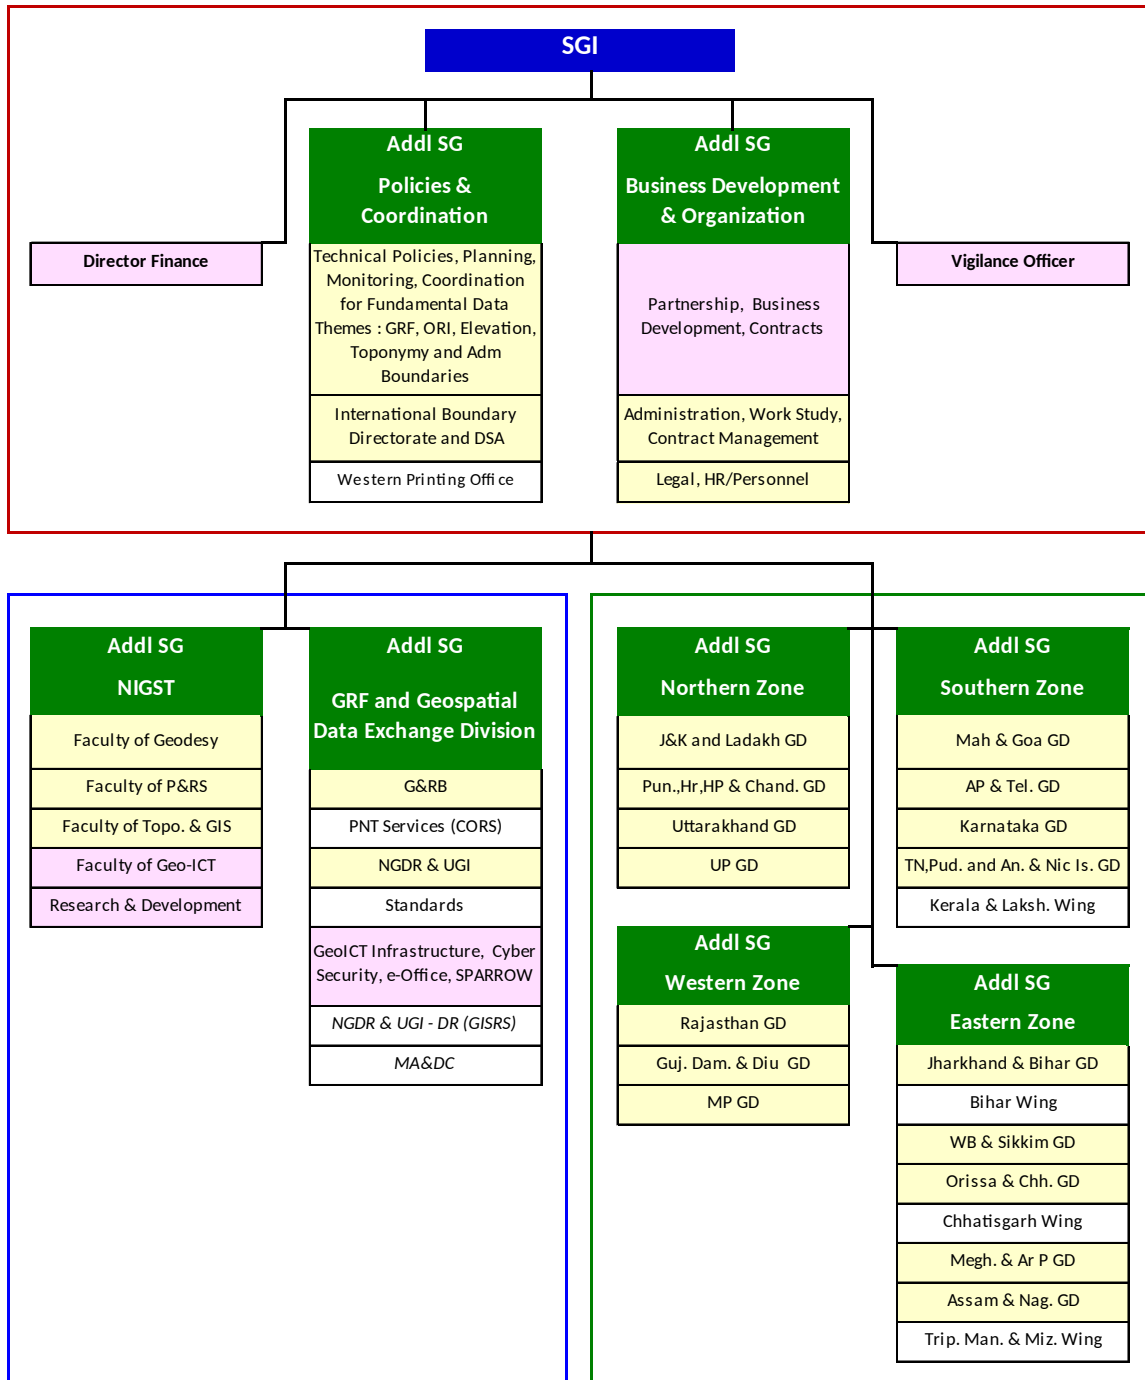 SGI
Addl SG
Policies &
Coordination
Technical Policies, Planning,
Monitoring, Coordination
for Fundamental Data
Themes : GRF, ORI, Elevation,
Toponymy and Adm
Boundaries
International Boundary
Directorate and DSA
Western Printing Office
Addl SG
Business Development
& Organization
Partnership, Business
Development, Contracts
Administration, Work Study,
Contract Management
Legal, HR/Personnel
Director Finance
Vigilance Officer
Addl SG
NIGST
Faculty of Geodesy
Faculty of P&RS
Faculty of Topo. & GIS
Faculty of Geo-ICT
Research & Development
Addl SG
GRF and Geospatial
Data Exchange Division
G&RB
PNT Services (CORS)
NGDR & UGI
Standards
GeoICT Infrastructure, Cyber
Security, e-Office, SPARROW
NGDR & UGI - DR (GISRS)
MA&DC
Addl SG
Northern Zone
J&K and Ladakh GD
Pun.,Hr,HP & Chand. GD
Uttarakhand GD
UP GD
Addl SG
Southern Zone
Mah & Goa GD
AP & Tel. GD
Karnataka GD
TN,Pud. and An. & Nic Is. GD
Kerala & Laksh. Wing
Addl SG
Western Zone
Rajasthan GD
Guj. Dam. & Diu GD
MP GD
Addl SG
Eastern Zone
Jharkhand & Bihar GD
Bihar Wing
WB & Sikkim GD
Orissa & Chh. GD
Chhatisgarh Wing
Megh. & Ar P GD
Assam & Nag. GD
Trip. Man. & Miz. Wing